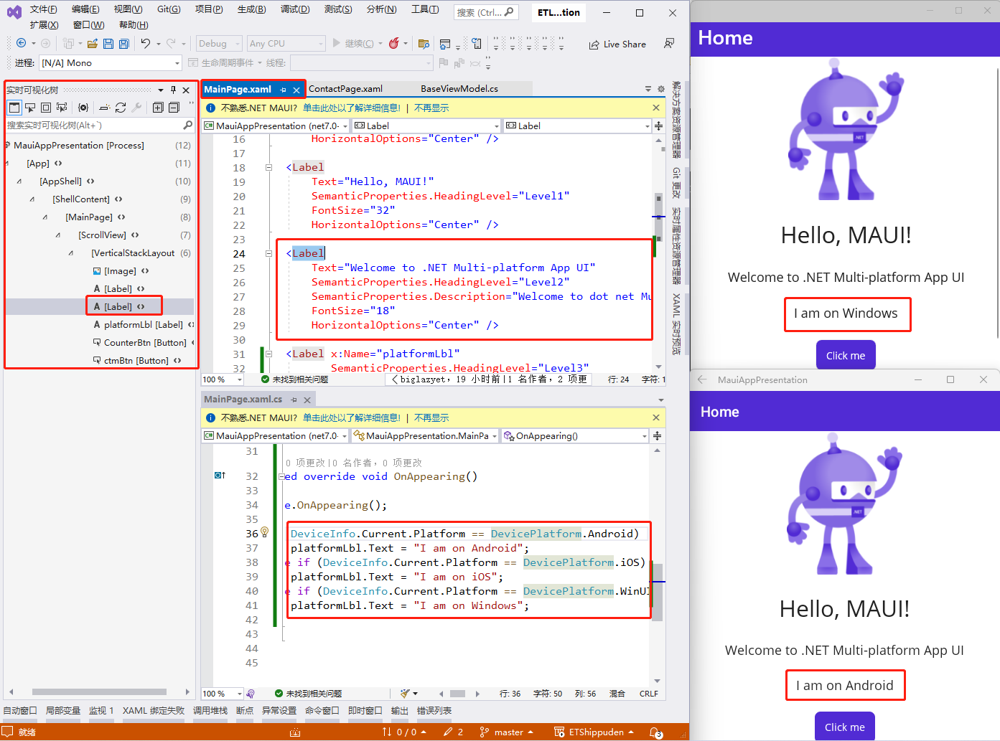 文件(F) 编辑(E) 视图(V) Git(G) 项目(P) 生成(B) 调试(D) 测试(S) 分析(N) 工具(T) 搜索 (Ctrl... ETL...tion
扩展(X) 窗口(W) 帮助(H)
Debug Any CPU 继续(C) Live Share
进程: [N/A] Mono 生命周期事件 线程:
实时可视化树
搜索实时可视化树(Alt+`)
MauiAppPresentation [Process] (12)
[App] (11)
[AppShell] (10)
[ShellContent] (9)
[MainPage] (8)
[ScrollView] (7)
[VerticalStackLayout (6)
[Image]
A [Label]
A [Label]
A platformLbl [Label]
CounterBtn [Button]
ctmBtn [Button]
MainPage.xaml ContactPage.xaml BaseViewModel.cs
不熟悉.NET MAUI? 单击此处以了解详细信息! | 不再显示
MauiAppPresentation (net7.0- Label Label
16 HorizontalOptions="Center" />
17
18 <Label
19 Text="Hello, MAUI!"
20 SemanticProperties.HeadingLevel="Level1"
21 FontSize="32"
22 HorizontalOptions="Center" />
23
24 <Label
25 Text="Welcome to .NET Multi-platform App UI"
26 SemanticProperties.HeadingLevel="Level2"
27 SemanticProperties.Description="Welcome to dot net Mu
28 FontSize="18"
29 HorizontalOptions="Center" />
30
31 <Label x:Name="platformLbl"
32 SemanticProperties.HeadingLevel="Level3"
100 % 未找到相关问题 biglazyet, 19 小时前|1 名作者, 2 项更 行: 24 字符: 1
MainPage.xaml.cs
不熟悉.NET MAUI? 单击此处以了解详细信息! | 不再显示
MauiAppPresentation (net7.0- MauiAppPresentation.MainPa OnAppearing()
31
0 项更改|0 名作者, 0 项更改
32 ed override void OnAppearing()
33
34 e.OnAppearing();
35
36 DeviceInfo.Current.Platform == DevicePlatform.Android)
37 platformLbl.Text = "I am on Android";
38 e if (DeviceInfo.Current.Platform == DevicePlatform.iOS)
39 platformLbl.Text = "I am on iOS";
40 e if (DeviceInfo.Current.Platform == DevicePlatform.WinUI
41 platformLbl.Text = "I am on Windows";
42
43
44
45
100 % 未找到相关问题 行: 36 字符: 50 列: 56 混合 CRLF
自动窗口 局部变量 监视 1 XAML 绑定失败 调用堆栈 断点 异常设置 命令窗口 即时窗口 输出 错误列表
就绪 0 / 0 2 master ETShippuden 3
解决方案资源管理器
Git 更改
实时属性资源管理器
XAML 实时预览
Home
.NET
Hello, MAUI!
Welcome to .NET Multi-platform App UI
I am on Windows
Click me
MauiAppPresentation
Home
.NET
Hello, MAUI!
Welcome to .NET Multi-platform App UI
I am on Android
Click me